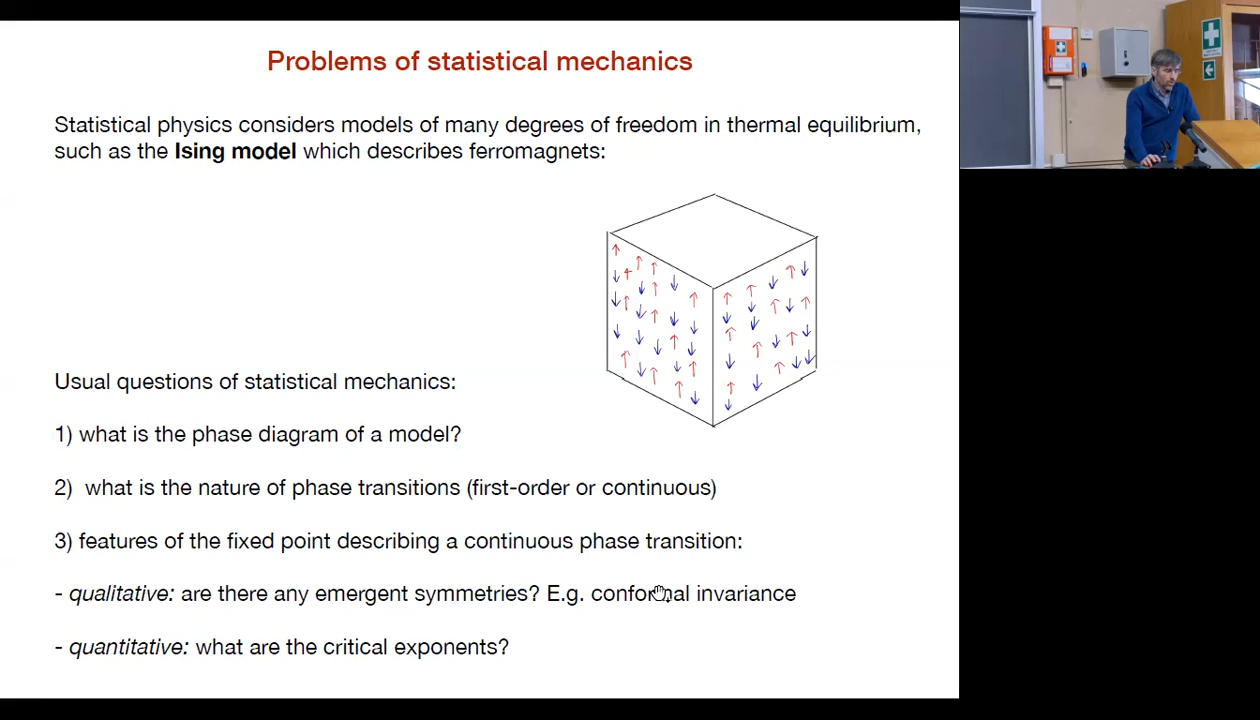 Problems of statistical mechanics
Statistical physics considers models of many degrees of freedom in thermal equilibrium,
such as the Ising model which describes ferromagnets:
Usual questions of statistical mechanics:
1) what is the phase diagram of a model?
2) what is the nature of phase transitions (first-order or continuous)
3) features of the fixed point describing a continuous phase transition:
- qualitative: are there any emergent symmetries? E.g. conformal invariance
- quantitative: what are the critical exponents?